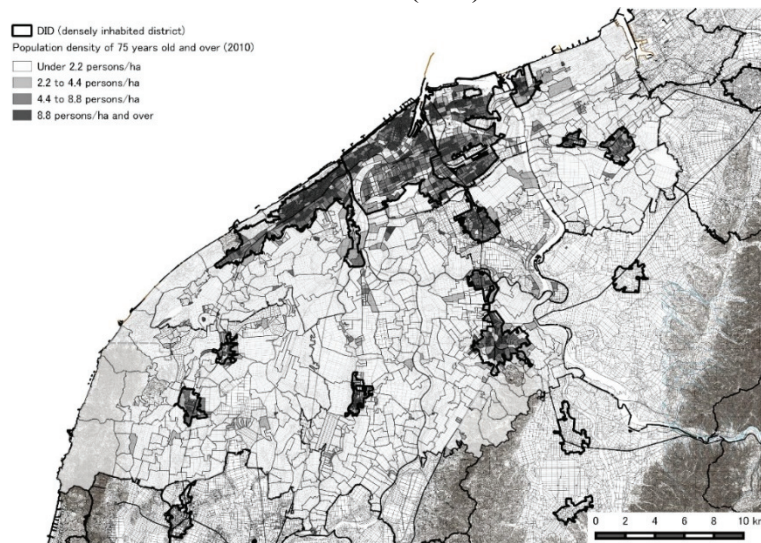 DID (densely inhabited district)
Population density of 75 years old and over (2010)
Under 2.2 persons/ha
2.2 to 4.4 persons/ha
4.4 to 8.8 persons/ha
8.8 persons/ha and over
0 2 4 6 8 10 km